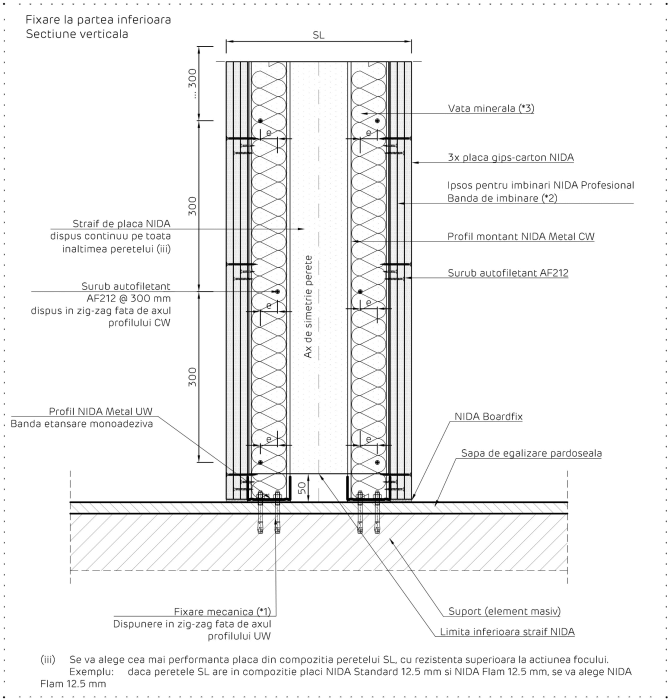 Fixare la partea inferioara
Sectiune verticala
SL
... 300
e
e
Vata minerala (*3)
3x placa gips-carton NIDA
Ipsos pentru imbinari NIDA Profesional
Banda de imbinare (*2)
300
Straif de placa NIDA
dispus continuu pe toata
inaltimea peretelui (iii)
Profil montant NIDA Metal CW
Surub autofiletant AF212
Ax de simetrie perete
Surub autofiletant
AF212 @ 300 mm
dispus in zig-zag fata de axul
profilului CW
e
e
300
Profil NIDA Metal UW
Banda etansare monoadeziva
e
e
NIDA Boardfix
Sapa de egalizare pardoseala
50
Fixare mecanica (*1)
Dispunere in zig-zag fata de axul
profilului UW
Suport (element masiv)
Limita inferioara straif NIDA
(iii) Se va alege cea mai performanta placa din compozitia peretelui SL, cu rezistenta superioara la actiunea focului.
Exemplu: daca peretele SL are in compozitie placi NIDA Standard 12.5 mm si NIDA Flam 12.5 mm, se va alege NIDA
Flam 12.5 mm